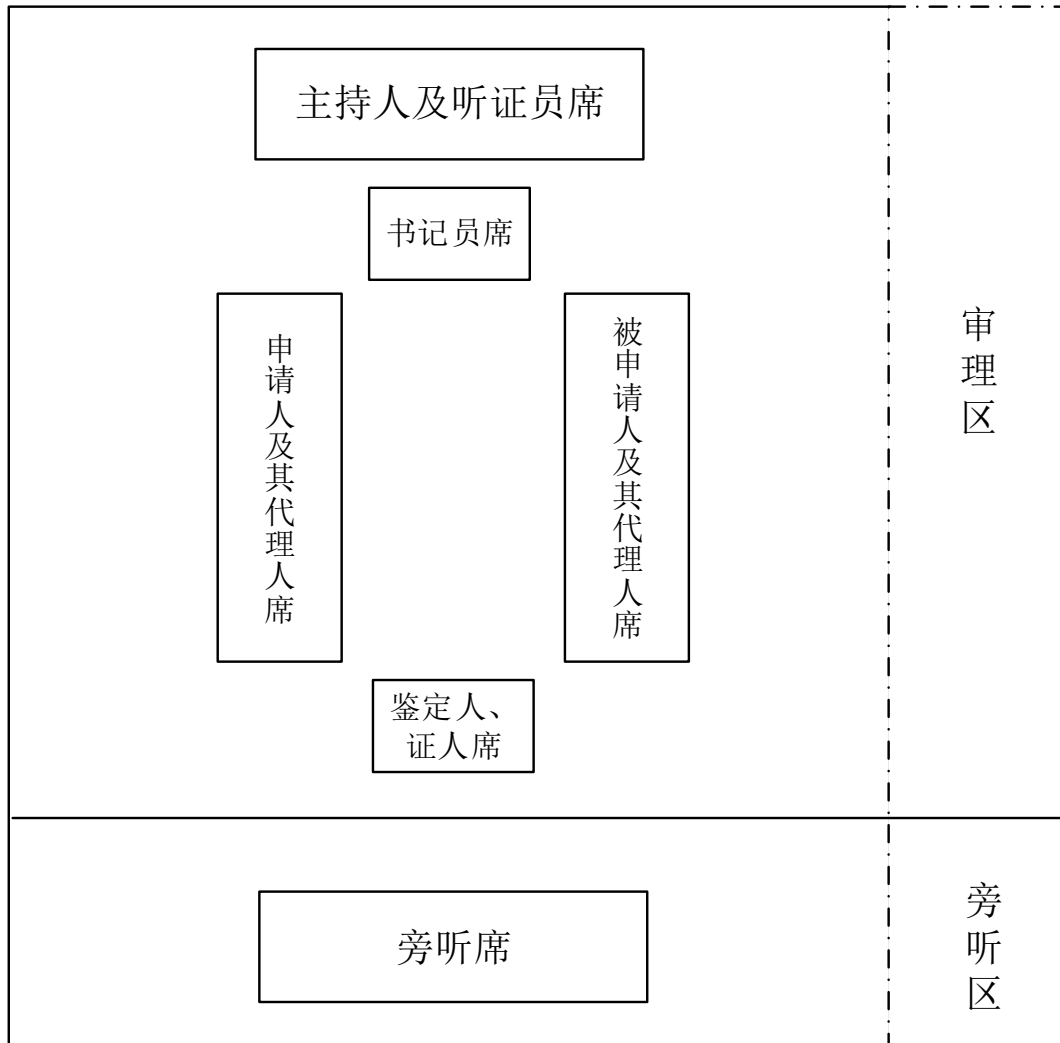 主持人及听证员席
书记员席
申请人及其代理人席
被申请人及其代理人席
审理区
鉴定人、
证人席
旁听席
旁听区